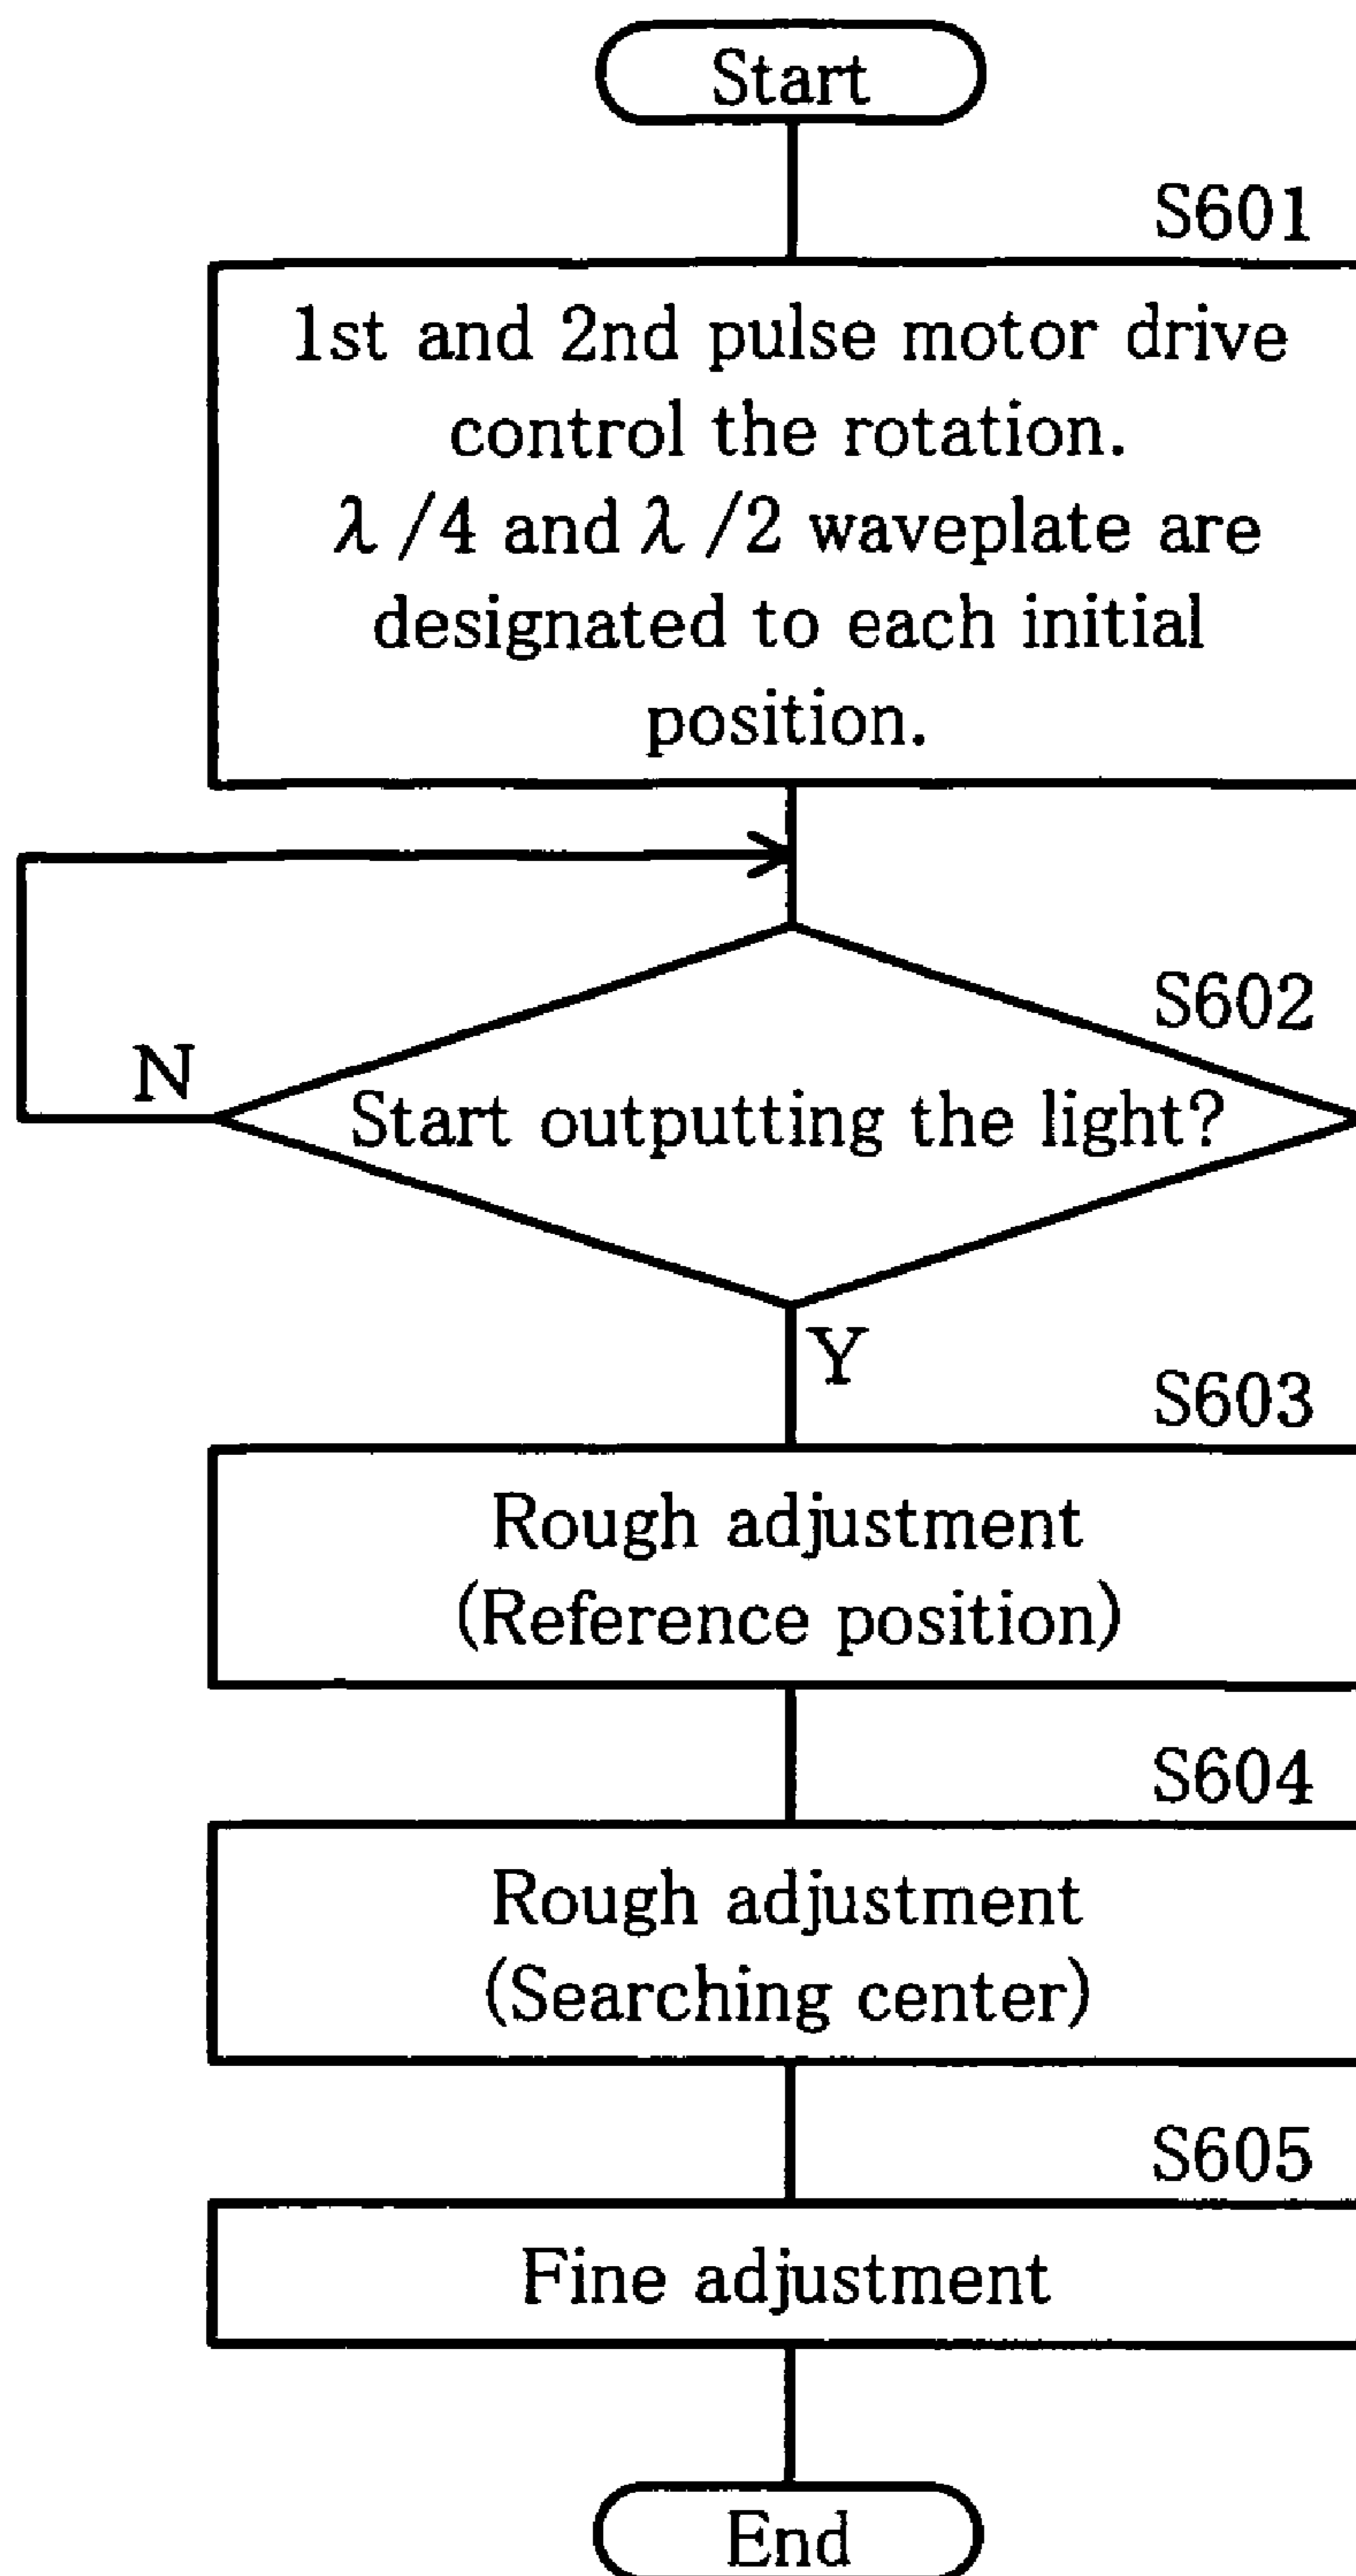 Start
S601
1st and 2nd pulse motor drive
control the rotation.
λ/4 and λ/2 waveplate are
designated to each initial
position.
S602
N
Start outputting the light?
Y
S603
Rough adjustment
(Reference position)
S604
Rough adjustment
(Searching center)
S605
Fine adjustment
End